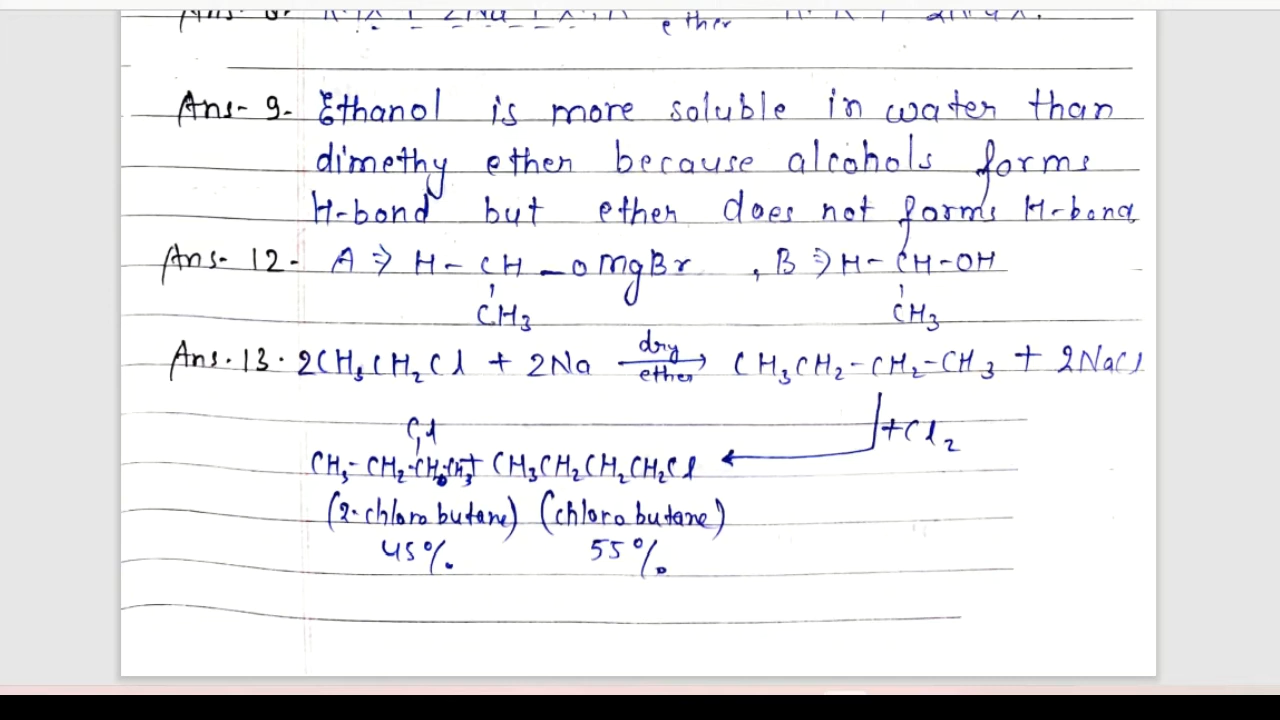 ether
Ans- 9- Ethanol is more soluble in water than
dimethy ether because alcohols forms
H-bond but ether does not forms H-bond
Ans- 12- A ⇒ H - CH - OMgBr , B ⇒ H - CH-OH
CH3 CH3
Ans. 13. 2CH3CH2Cl + 2Na dry ether → CH3CH2-CH2-CH3 + 2NaCl
Cl +Cl2
CH3- CH2- + CH3CH2CH2CH2Cl ←
(2-chloro butane) (chloro butane)
45%. 55%.